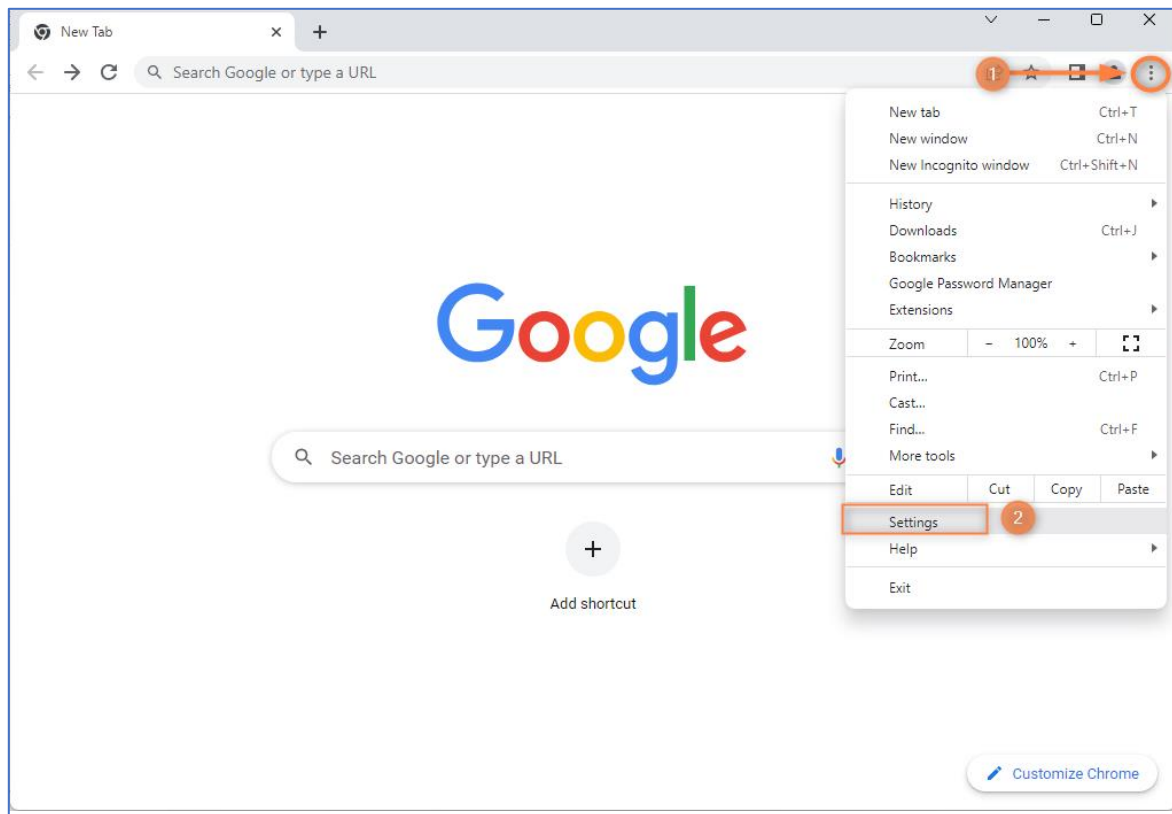 New Tab
Search Google or type a URL
1
New tab Ctrl+T
New window Ctrl+N
New Incognito window Ctrl+Shift+N
History
Downloads Ctrl+J
Bookmarks
Google Password Manager
Extensions
Zoom - 100% +
Print... Ctrl+P
Cast...
Find... Ctrl+F
More tools
Edit Cut Copy Paste
Settings 2
Help
Exit
Google
Search Google or type a URL
Add shortcut
Customize Chrome